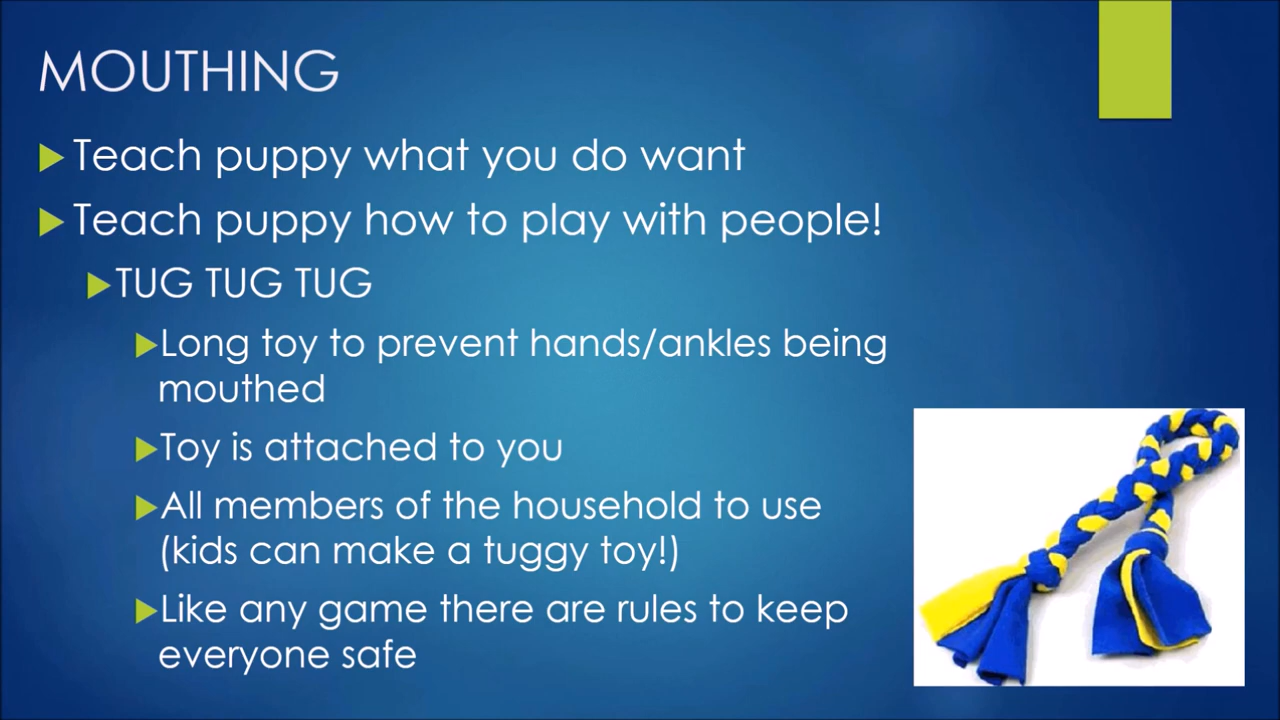 MOUTHING
Teach puppy what you do want
Teach puppy how to play with people!
TUG TUG TUG
Long toy to prevent hands/ankles being
mouthed
Toy is attached to you
All members of the household to use
(kids can make a tuggy toy!)
Like any game there are rules to keep
everyone safe